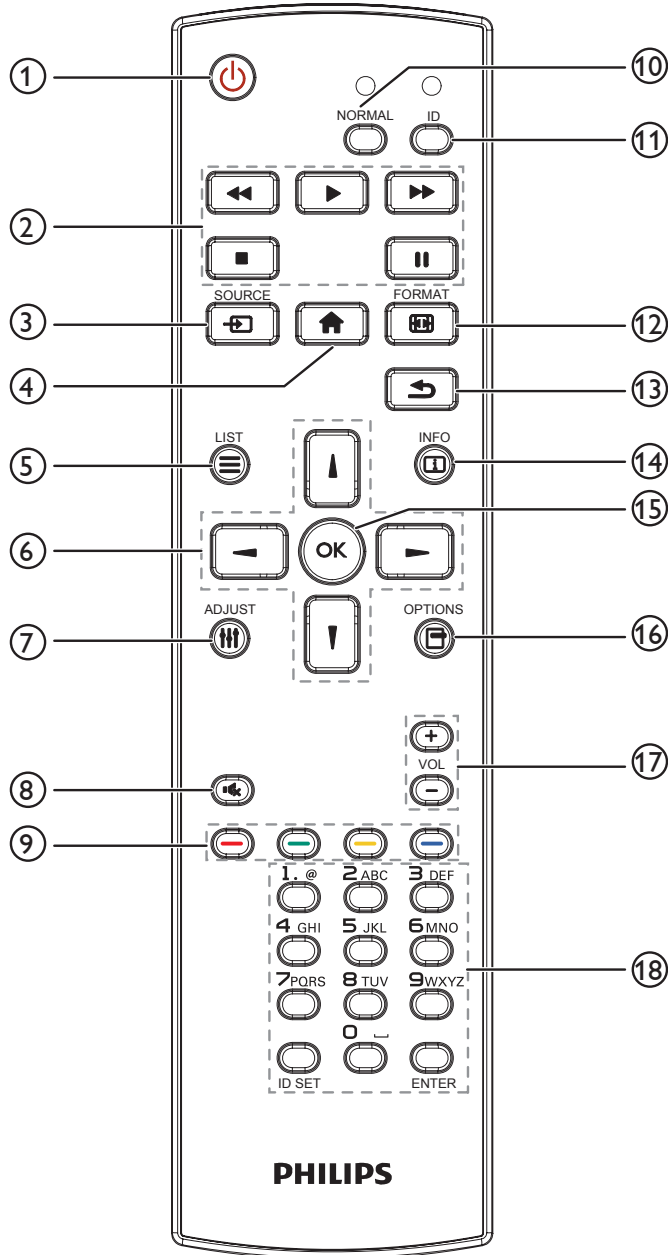 1
10
NORMAL ID
11
2
SOURCE FORMAT
3
12
4
13
LIST INFO
5
14
15
6
OK
ADJUST OPTIONS
7
16
+
VOL
17
−
8
9
1. @ 2 ABC 3 DEF
4 GHI 5 JKL 6 MNO
18
7 PQRS 8 TUV 9 WXYZ
0 ⌴
ID SET ENTER
PHILIPS